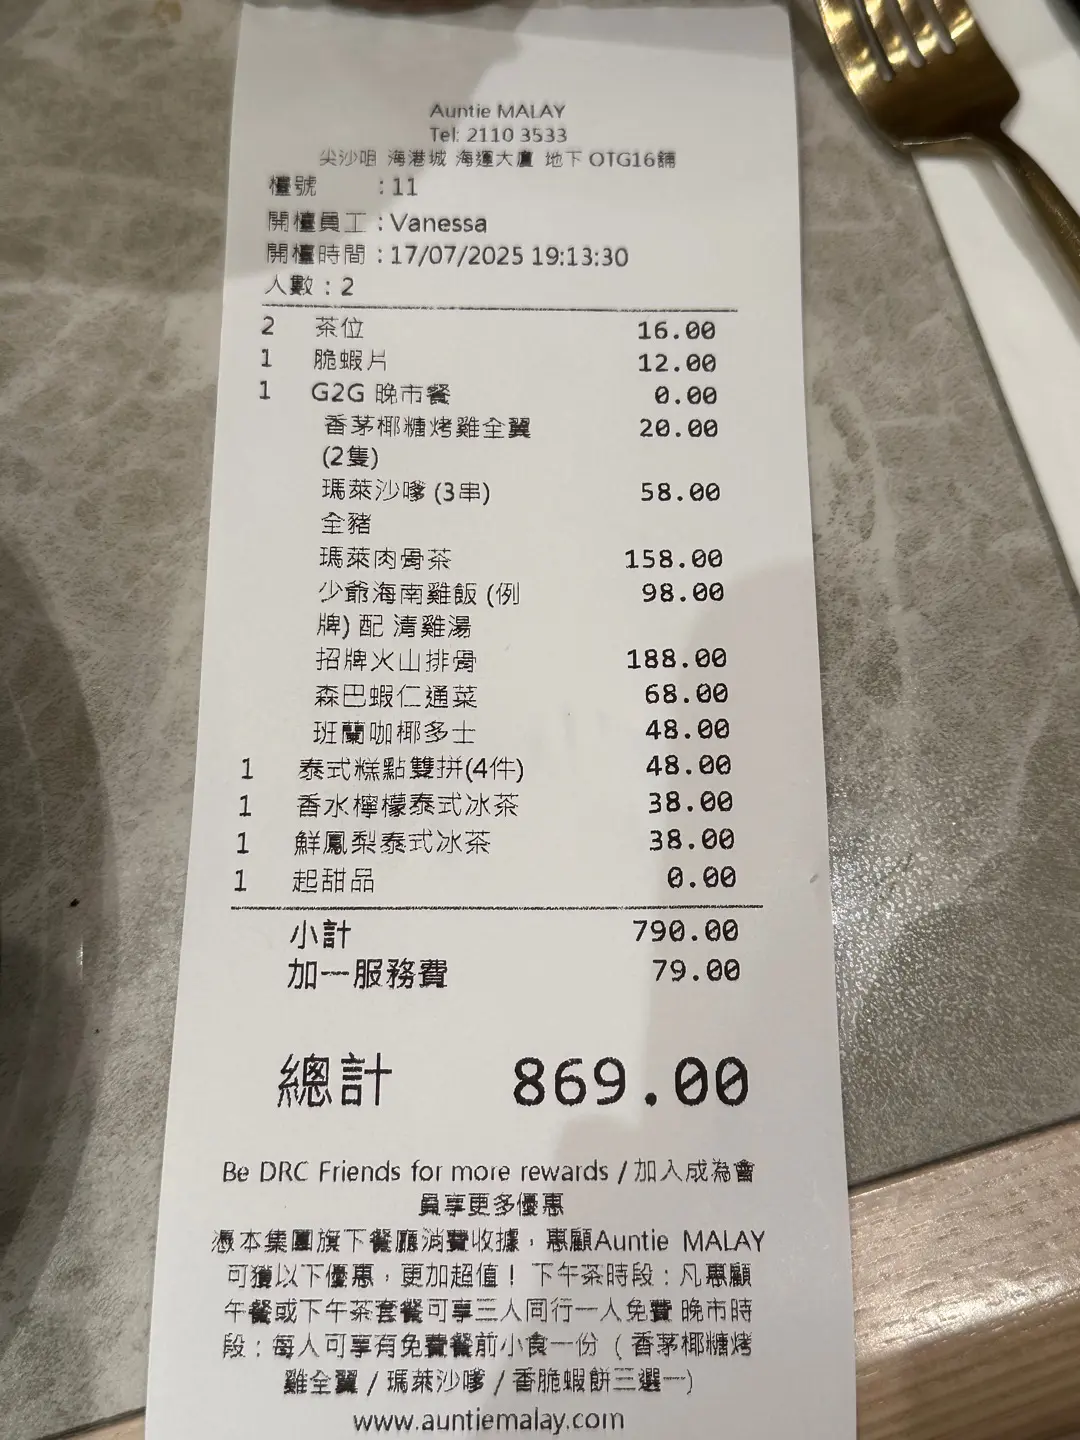 Auntie MALAY
Tel: 2110 3533
尖沙咀 海港城 海運大廈 地下 OTG16舖
檯號 : 11
開檯員工 : Vanessa
開檯時間 : 17/07/2025 19:13:30
人數 : 2
2 茶位 16.00
1 脆蝦片 12.00
1 G2G 晚市餐 0.00
香茅椰糖烤雞全翼 20.00
(2隻)
瑪萊沙嗲 (3串) 58.00
全豬
瑪萊肉骨茶 158.00
少爺海南雞飯 (例 98.00
牌) 配 清雞湯
招牌火山排骨 188.00
森巴蝦仁通菜 68.00
班蘭咖椰多士 48.00
1 泰式糕點雙拼(4件) 48.00
1 香水檸檬泰式冰茶 38.00
1 鮮鳳梨泰式冰茶 38.00
1 起甜品 0.00
小計 790.00
加一服務費 79.00
總計 869.00
Be DRC Friends for more rewards / 加入成為會
員享更多優惠
憑本集團旗下餐廳消費收據，惠顧Auntie MALAY
可獲以下優惠，更加超值！ 下午茶時段：凡惠顧
午餐或下午茶套餐可享三人同行一人免費 晚市時
段：每人可享有免費餐前小食一份 ( 香茅椰糖烤
雞全翼 / 瑪萊沙嗲 / 香脆蝦餅三選一)
www.auntiemalay.com